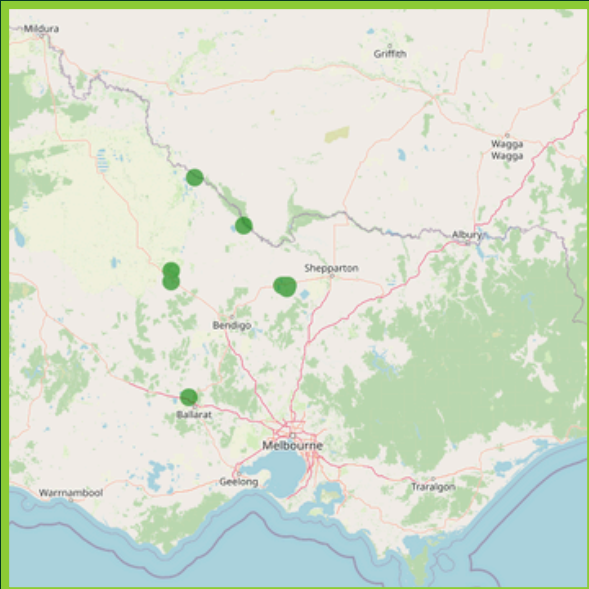 Mildura
Griffith
Wagga
Wagga
Albury
Shepparton
Bendigo
Ballarat
Melbourne
Geelong
Traralgon
Warrnambool